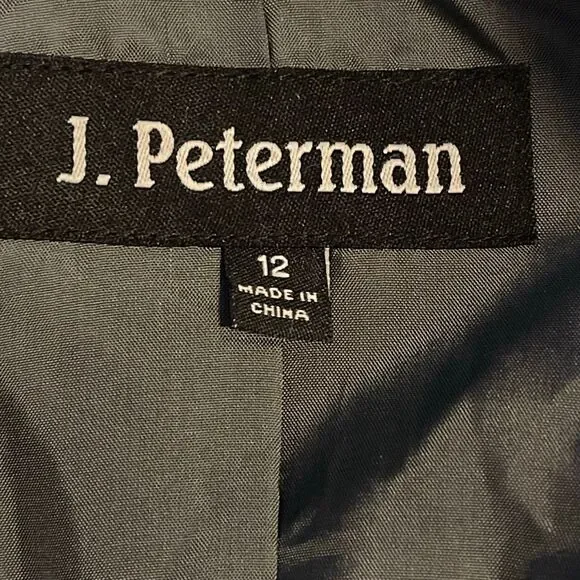 J. Peterman
12
MADE IN
CHINA